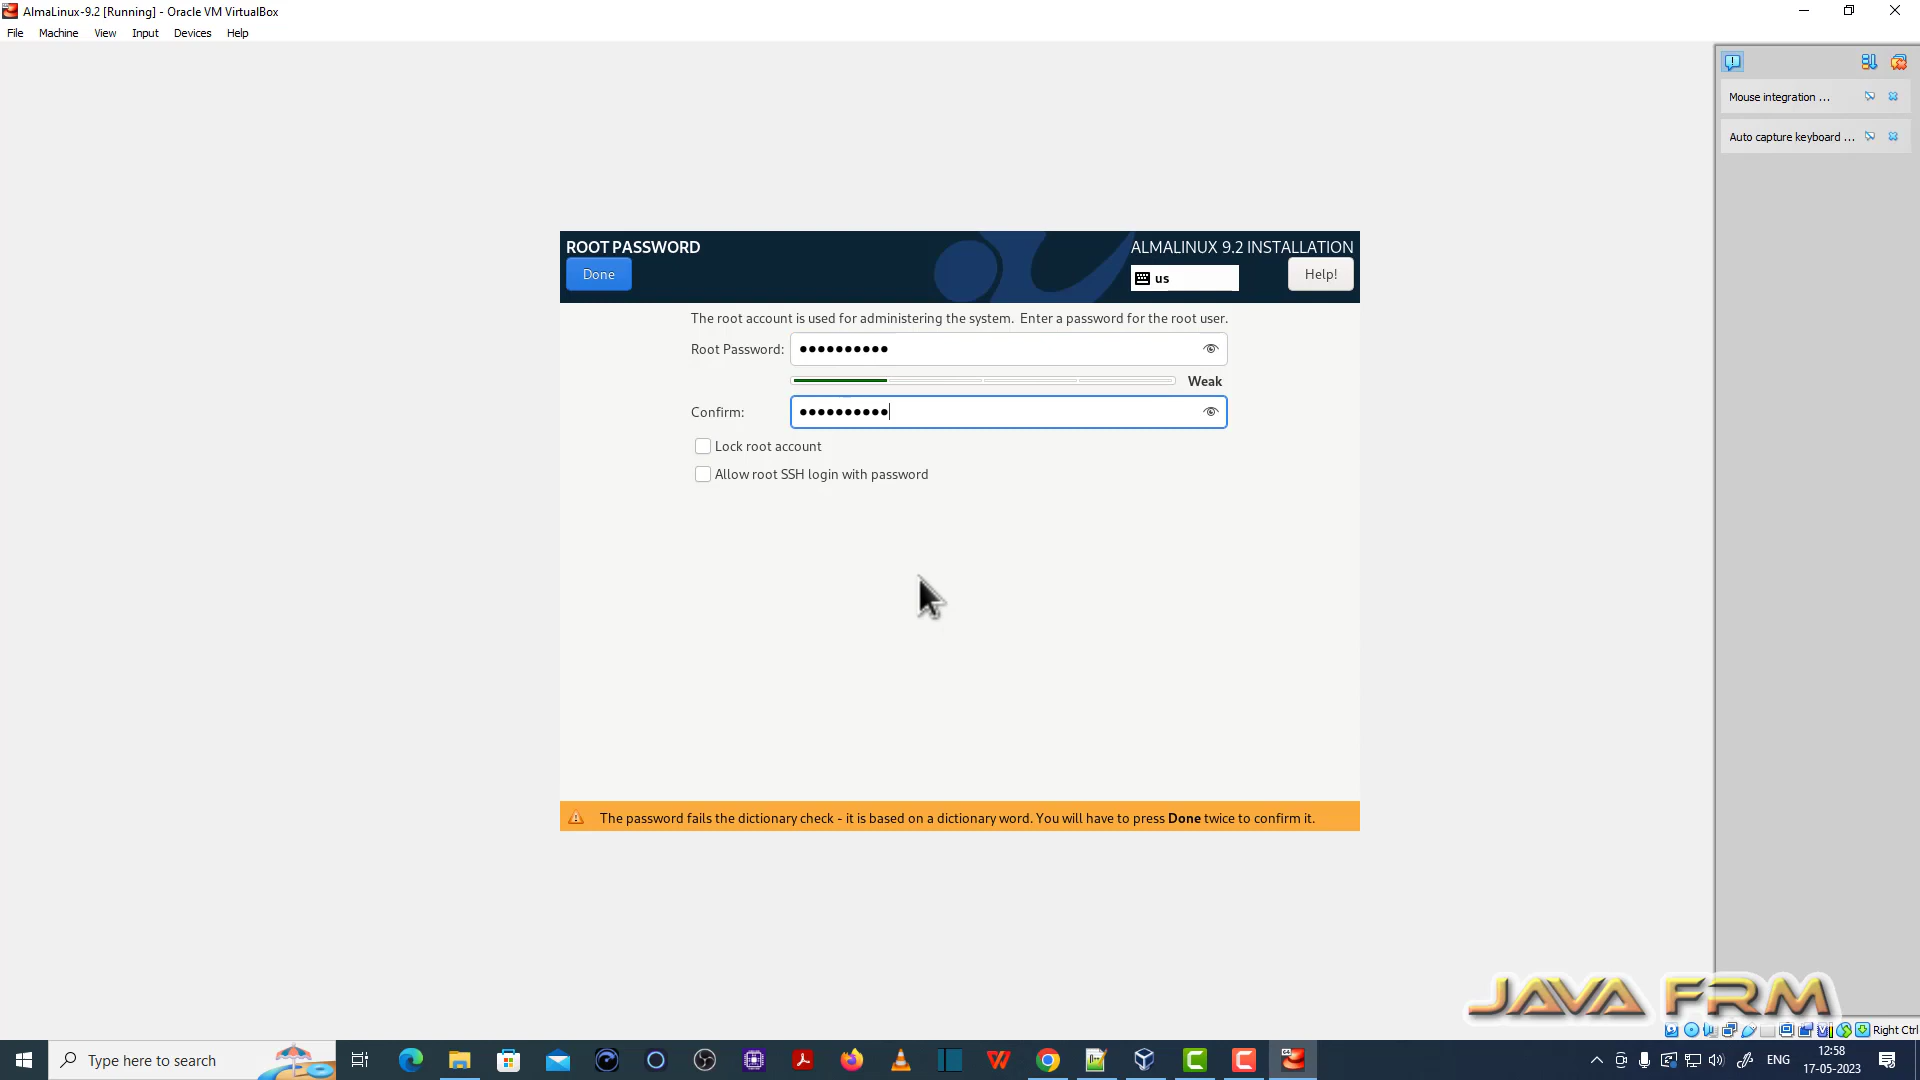 AlmaLinux-9.2 [Running] - Oracle VM VirtualBox
File Machine View Input Devices Help
Mouse integration ...
Auto capture keyboard ...
ROOT PASSWORD
ALMALINUX 9.2 INSTALLATION
Done
us
Help!
The root account is used for administering the system. Enter a password for the root user.
Root Password: ●●●●●●●●●●
Weak
Confirm: ●●●●●●●●●●
Lock root account
Allow root SSH login with password
The password fails the dictionary check - it is based on a dictionary word. You will have to press Done twice to confirm it.
JAVA FRM
Right Ctrl
Type here to search
ENG
12:58
17-05-2023